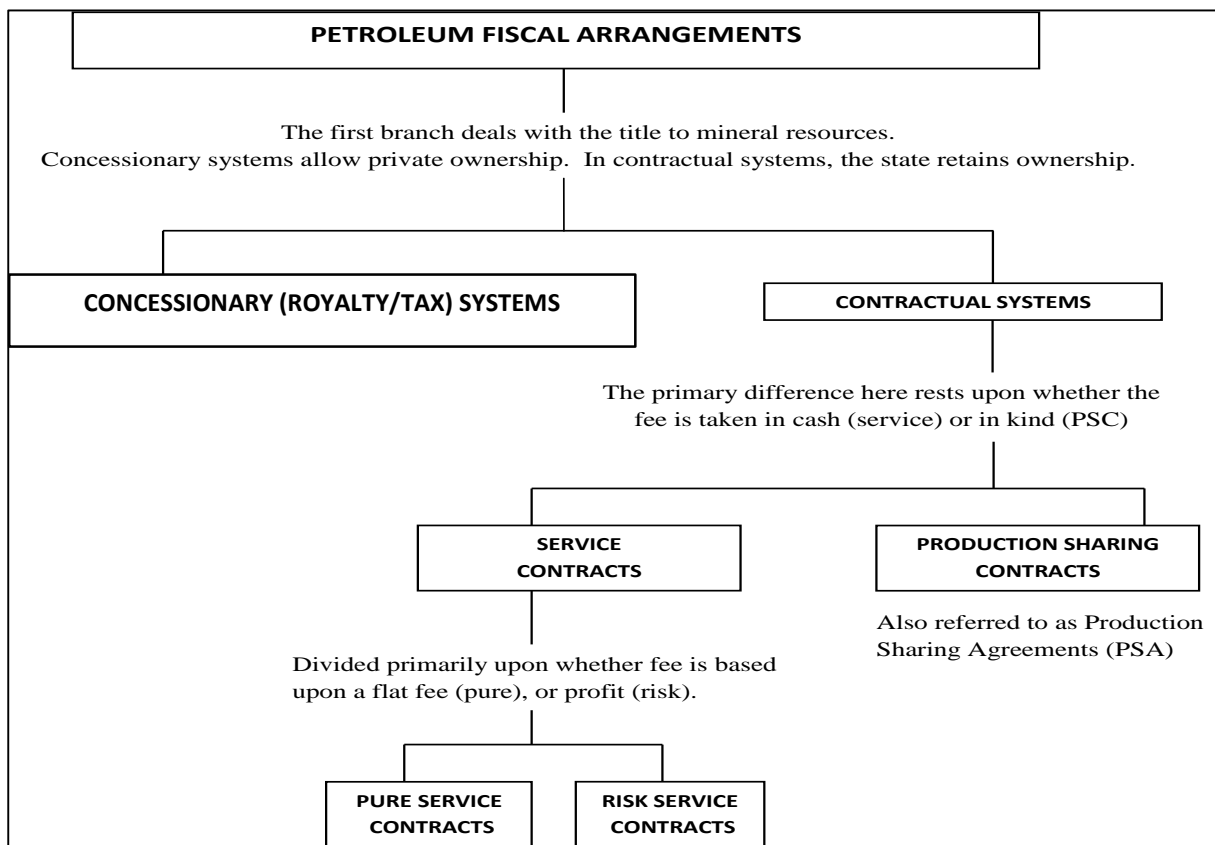 PETROLEUM FISCAL ARRANGEMENTS
The first branch deals with the title to mineral resources.
Concessionary systems allow private ownership. In contractual systems, the state retains ownership.
CONCESSIONARY (ROYALTY/TAX) SYSTEMS
CONTRACTUAL SYSTEMS
The primary difference here rests upon whether the
fee is taken in cash (service) or in kind (PSC)
SERVICE
CONTRACTS
PRODUCTION SHARING
CONTRACTS
Also referred to as Production
Sharing Agreements (PSA)
Divided primarily upon whether fee is based
upon a flat fee (pure), or profit (risk).
PURE SERVICE
CONTRACTS
RISK SERVICE
CONTRACTS